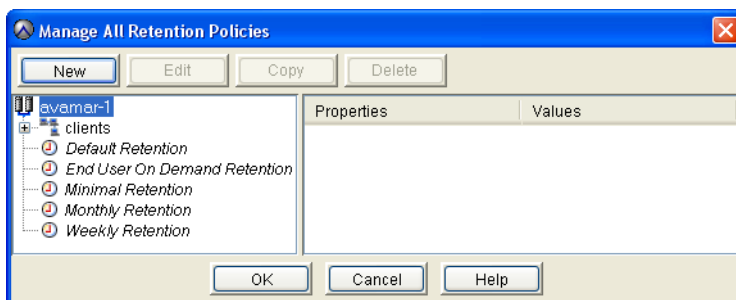 Manage All Retention Policies
New Edit Copy Delete
avamar-1
clients
Default Retention
End User On Demand Retention
Minimal Retention
Monthly Retention
Weekly Retention
Properties Values
OK Cancel Help